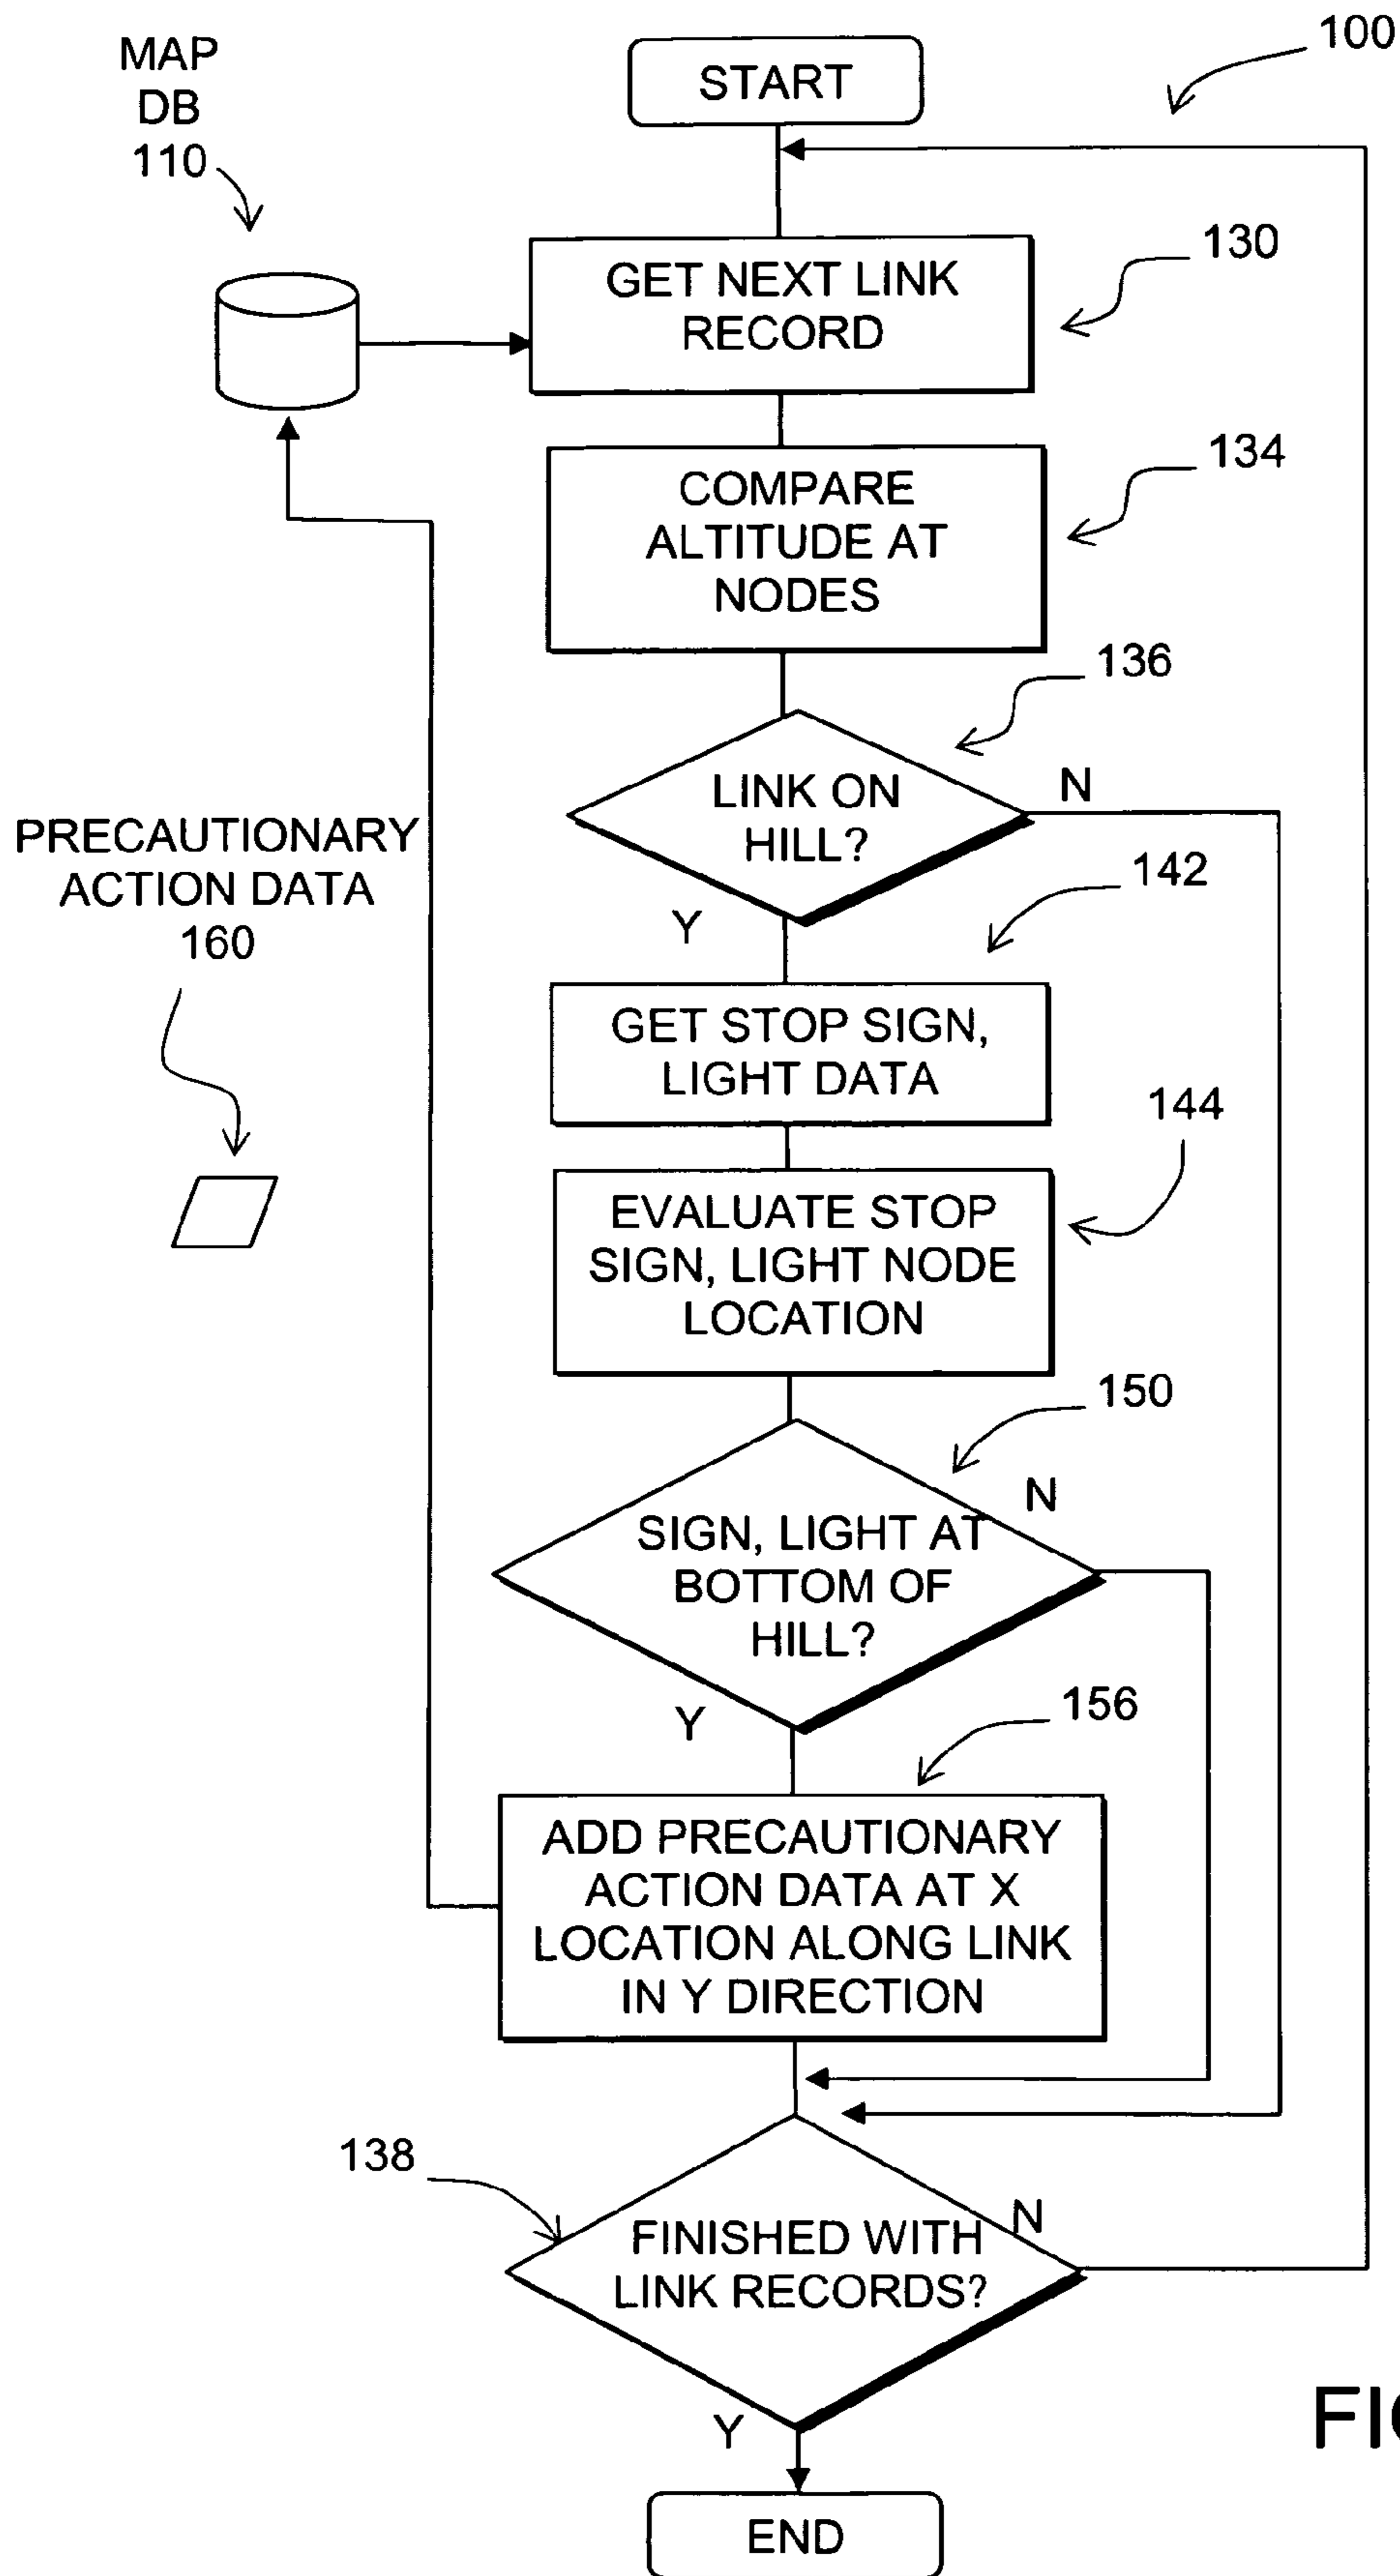 100
MAP
DB
110
START
GET NEXT LINK
RECORD
130
COMPARE
ALTITUDE AT
NODES
134
136
LINK ON
HILL?
N
Y
PRECAUTIONARY
ACTION DATA
160
142
GET STOP SIGN,
LIGHT DATA
144
EVALUATE STOP
SIGN, LIGHT NODE
LOCATION
150
N
SIGN, LIGHT AT
BOTTOM OF
HILL?
Y
156
ADD PRECAUTIONARY
ACTION DATA AT X
LOCATION ALONG LINK
IN Y DIRECTION
138
N
FINISHED WITH
LINK RECORDS?
Y
END